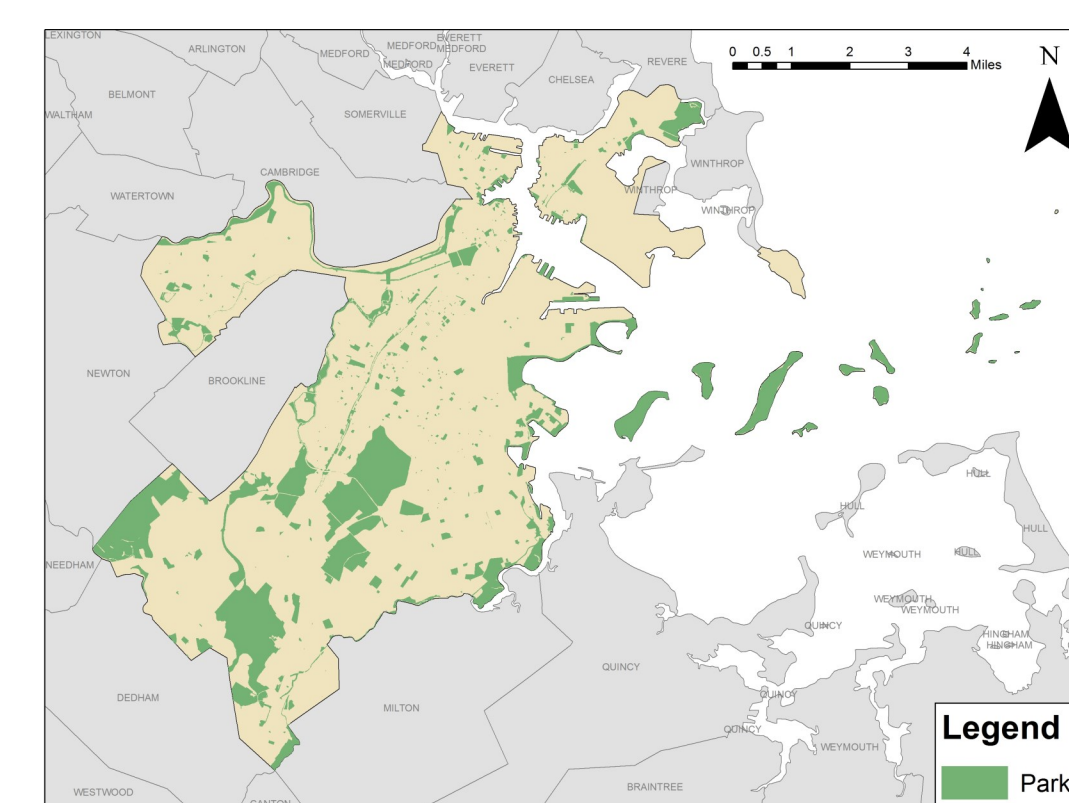 LEXINGTON
ARLINGTON
MEDFORD
MEDFORD
EVERETT
MEDFORD
MEDFORD
EVERETT
CHELSEA
REVERE
0 0.5 1 2 3 4
Miles
N
BELMONT
WALTHAM
SOMERVILLE
WINTHROP
CAMBRIDGE
WATERTOWN
WINTHROP
WINTHROP
NEWTON
BROOKLINE
HULL
HULL
HULL
WEYMOUTH
HULL
NEEDHAM
WEYMOUTH
WEYMOUTH
QUINCY
HINGHAM
HINGHAM
QUINCY
DEDHAM
QUINCY
MILTON
QUINCY
WEYMOUTH
Legend
Park
BRAINTREE
WESTWOOD
CANTON